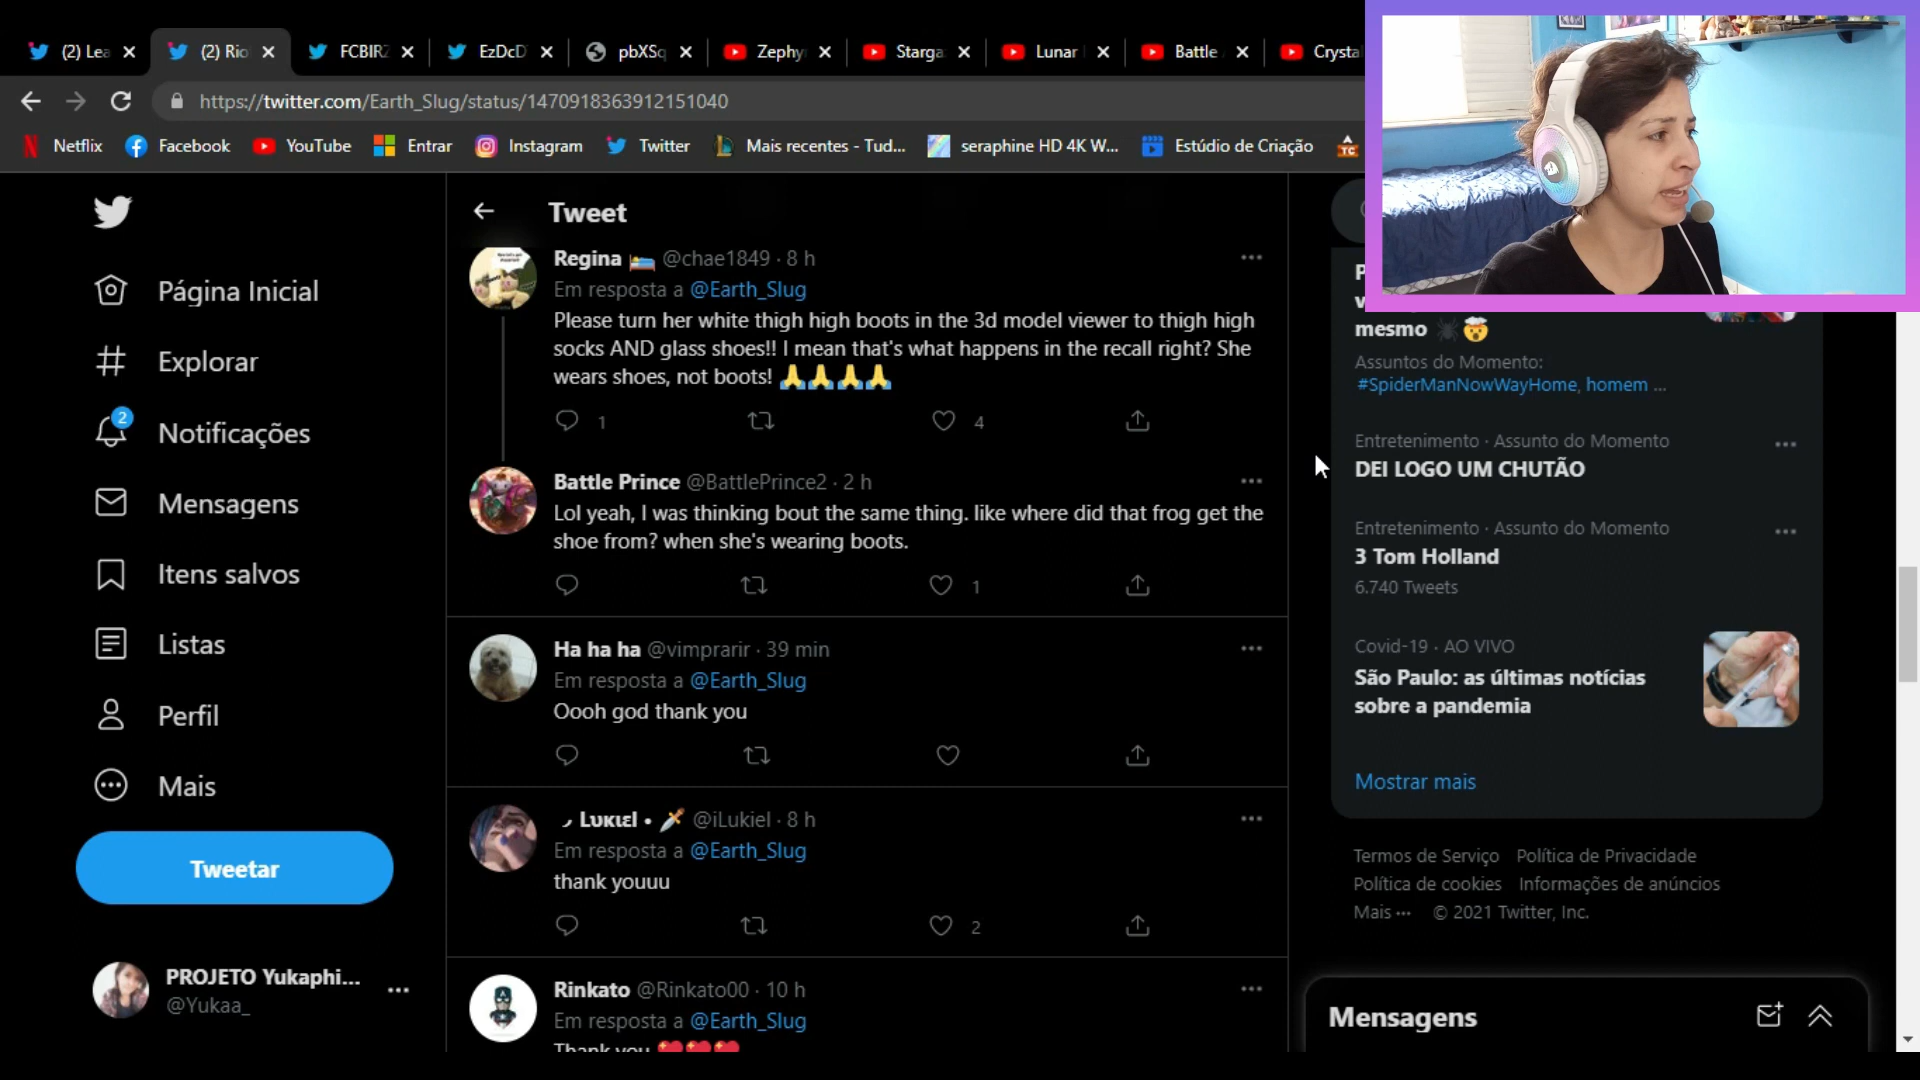 (2) Lea
(2) Rio
FCBIRZ
EzDcD
pbXSq
Zephy
Starga
Lunar
Battle
Crysta
https://twitter.com/Earth_Slug/status/1470918363912151040
Netflix
Facebook
YouTube
Entrar
Instagram
Twitter
Mais recentes - Tud...
seraphine HD 4K W...
Estúdio de Criação
TC
Página Inicial
Explorar
2
Notificações
Mensagens
Itens salvos
Listas
Perfil
Mais
Tweetar
PROJETO Yukaphi...
@Yukaa_
Tweet
Regina @chae1849 · 8 h
Em resposta a @Earth_Slug
Please turn her white thigh high boots in the 3d model viewer to thigh high
socks AND glass shoes!! I mean that's what happens in the recall right? She
wears shoes, not boots! 🙏🙏🙏🙏
1
4
Battle Prince @BattlePrince2 · 2 h
Lol yeah, I was thinking bout the same thing. like where did that frog get the
shoe from? when she's wearing boots.
1
Ha ha ha @vimprarir · 39 min
Em resposta a @Earth_Slug
Oooh god thank you
Lυкιεl • 🗡 @iLukiel · 8 h
Em resposta a @Earth_Slug
thank youuu
2
Rinkato @Rinkato00 · 10 h
Em resposta a @Earth_Slug
Thank you 💖💖💖
mesmo 🕷🤯
Assuntos do Momento:
#SpiderManNowWayHome, homem ...
Entretenimento · Assunto do Momento
DEI LOGO UM CHUTÃO
Entretenimento · Assunto do Momento
3 Tom Holland
6.740 Tweets
Covid-19 · AO VIVO
São Paulo: as últimas notícias
sobre a pandemia
Mostrar mais
Termos de Serviço Política de Privacidade
Política de cookies Informações de anúncios
Mais ··· © 2021 Twitter, Inc.
Mensagens